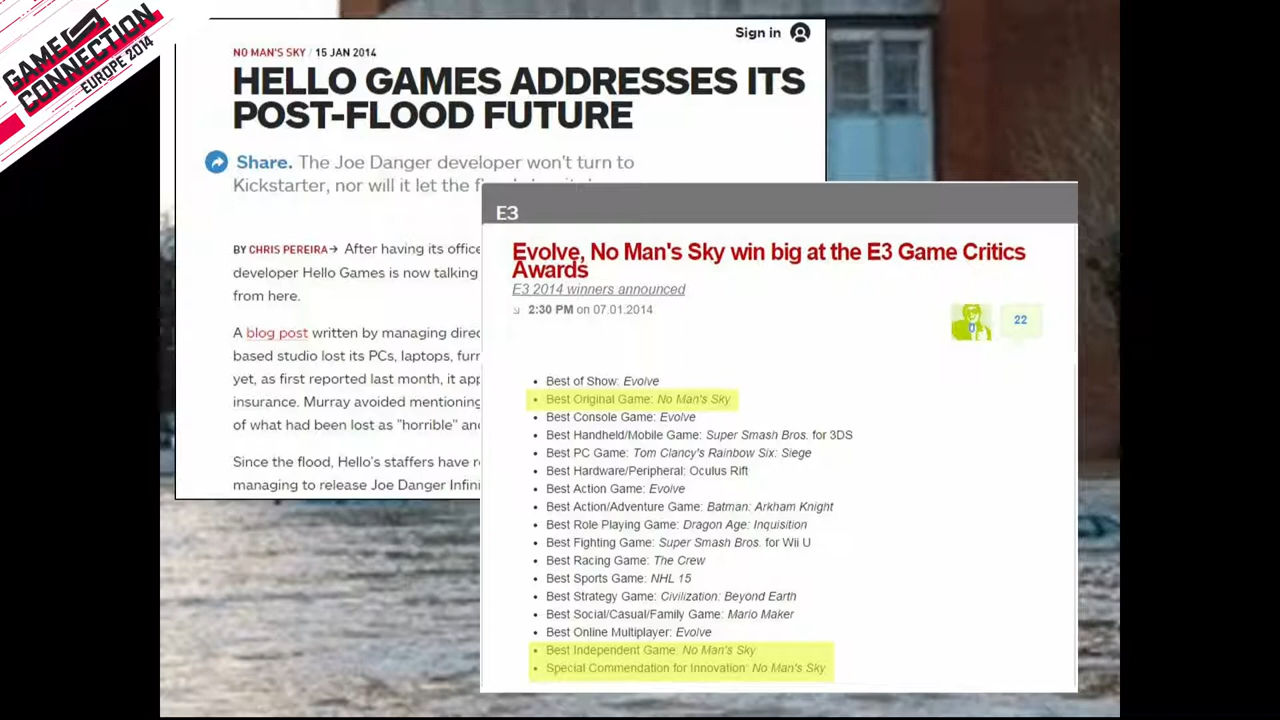 GAME
CONNECTION
EUROPE 2014
Sign in
NO MAN'S SKY / 15 JAN 2014
HELLO GAMES ADDRESSES ITS
POST-FLOOD FUTURE
Share. The Joe Danger developer won't turn to
Kickstarter, nor will it let the
BY CHRIS PEREIRA→ After having its office
developer Hello Games is now talking
from here.
A blog post written by managing
based studio lost its PCs, laptops,
yet, as first reported last month, it
insurance. Murray avoided mentioning
of what had been lost as "horrible"
Since the flood, Hello's staffers have
managing to release Joe Danger
E3
Evolve, No Man's Sky win big at the E3 Game Critics
Awards
E3 2014 winners announced
2:30 PM on 07.01.2014
0
22
• Best of Show: Evolve
• Best Original Game: No Man's Sky
• Best Console Game: Evolve
• Best Handheld/Mobile Game: Super Smash Bros. for 3DS
• Best PC Game: Tom Clancy's Rainbow Six: Siege
• Best Hardware/Peripheral: Oculus Rift
• Best Action Game: Evolve
• Best Action/Adventure Game: Batman: Arkham Knight
• Best Role Playing Game: Dragon Age: Inquisition
• Best Fighting Game: Super Smash Bros. for Wii U
• Best Racing Game: The Crew
• Best Sports Game: NHL 15
• Best Strategy Game: Civilization: Beyond Earth
• Best Social/Casual/Family Game: Mario Maker
• Best Online Multiplayer: Evolve
• Best Independent Game: No Man's Sky
• Special Commendation for Innovation: No Man's Sky